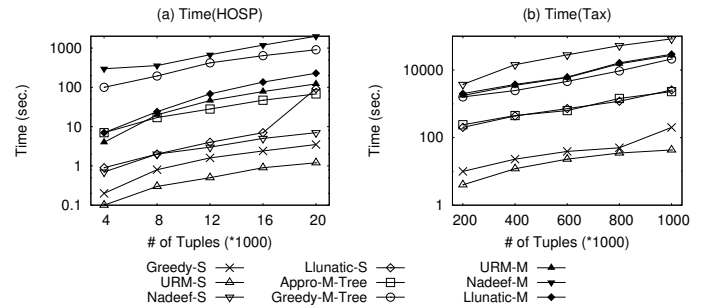 (a) Time(HOSP)
Time (sec.)
1000
100
10
1
0.1
4 8 12 16 20
# of Tuples (*1000)
(b) Time(Tax)
Time (sec.)
10000
100
1
200 400 600 800 1000
# of Tuples (*1000)
Greedy-S Llunatic-S URM-M
URM-S Appro-M-Tree Nadeef-M
Nadeef-S Greedy-M-Tree Llunatic-M